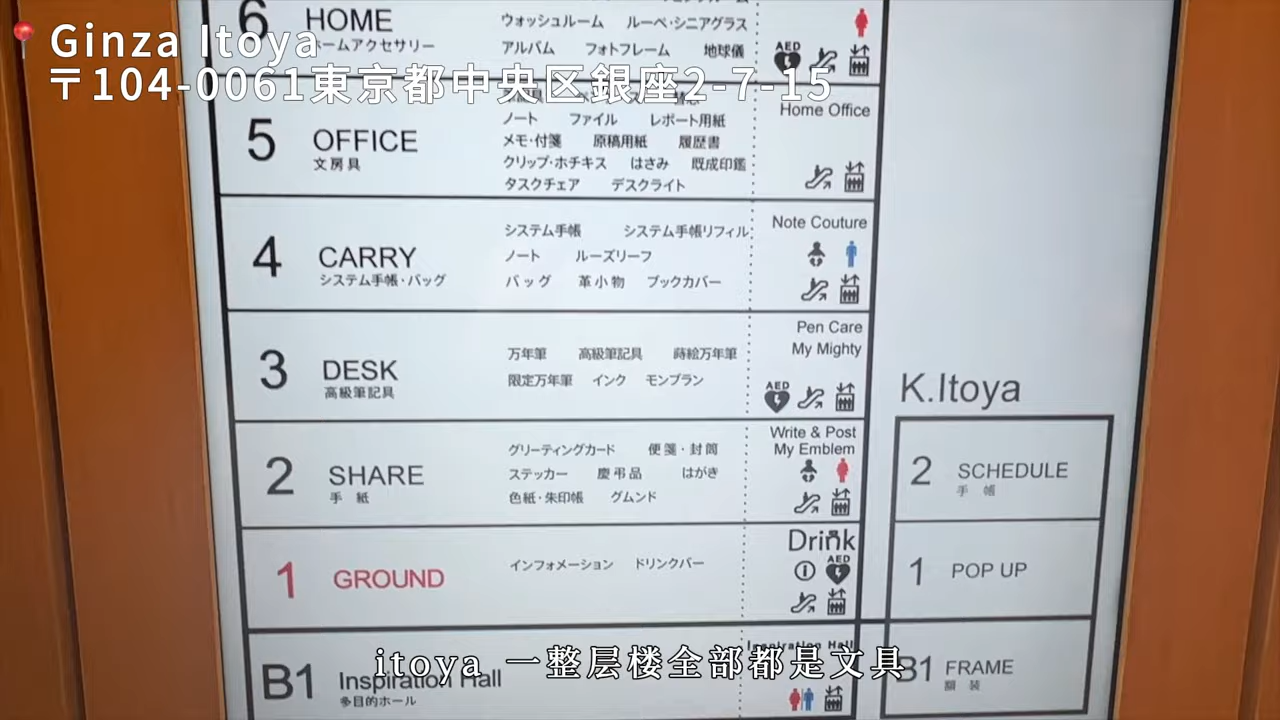 Ginza Itoya
〒104-0061東京都中央区銀座2-7-15
6 HOME
ホームアクセサリー
ウォッシュルーム ルーペ・シニアグラス
アルバム フォトフレーム 地球儀
AED
5 OFFICE
文房具
ノート ファイル レポート用紙
メモ・付箋 原稿用紙 履歴書
クリップ・ホチキス はさみ 既成印鑑
タスクチェア デスクライト
Home Office
4 CARRY
システム手帳・バッグ
システム手帳 システム手帳リフィル
ノート ルーズリーフ
バッグ 革小物 ブックカバー
Note Couture
3 DESK
高級筆記具
万年筆 高級筆記具 蒔絵万年筆
限定万年筆 インク モンブラン
Pen Care
My Mighty
AED
2 SHARE
手紙
グリーティングカード 便箋・封筒
ステッカー 慶弔品 はがき
色紙・朱印帳 グムンド
Write & Post
My Emblem
1 GROUND
インフォメーション ドリンクバー
Drink
AED
B1 Inspiration Hall
多目的ホール
Inspiration Hall
K.Itoya
2 SCHEDULE
手帳
1 POP UP
B1 FRAME
額装
itoya 一整层楼全部都是文具